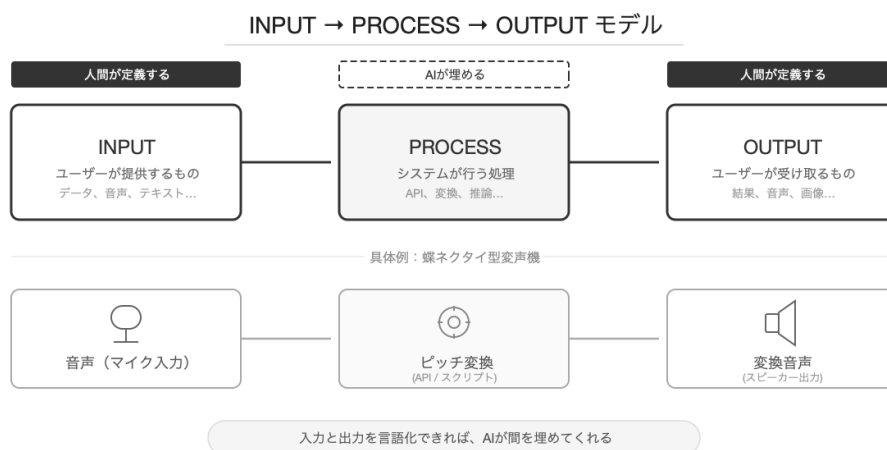 INPUT → PROCESS → OUTPUT モデル
人間が定義する
AIが埋める
人間が定義する
INPUT
ユーザーが提供するもの
データ、音声、テキスト...
PROCESS
システムが行う処理
API、変換、推論...
OUTPUT
ユーザーが受け取るもの
結果、音声、画像...
具体例：蝶ネクタイ型変声機
音声（マイク入力）
ピッチ変換
(API / スクリプト)
変換音声
(スピーカー出力)
入力と出力を言語化できれば、AIが間を埋めてくれる